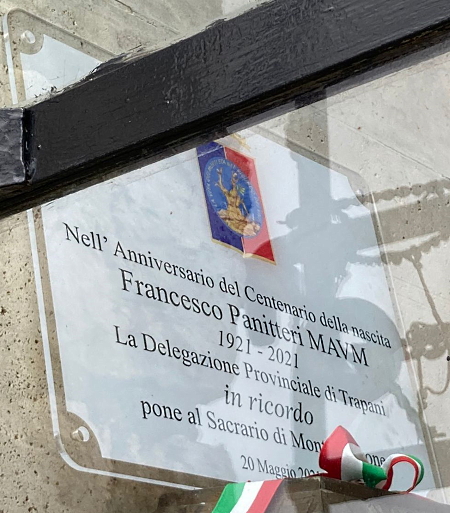 Nell' Anniversario del Centenario della nascita
Francesco Panitteri MAVM
1921 - 2021
La Delegazione Provinciale di Trapani
in ricordo
pone al Sacrario di
20 Maggio